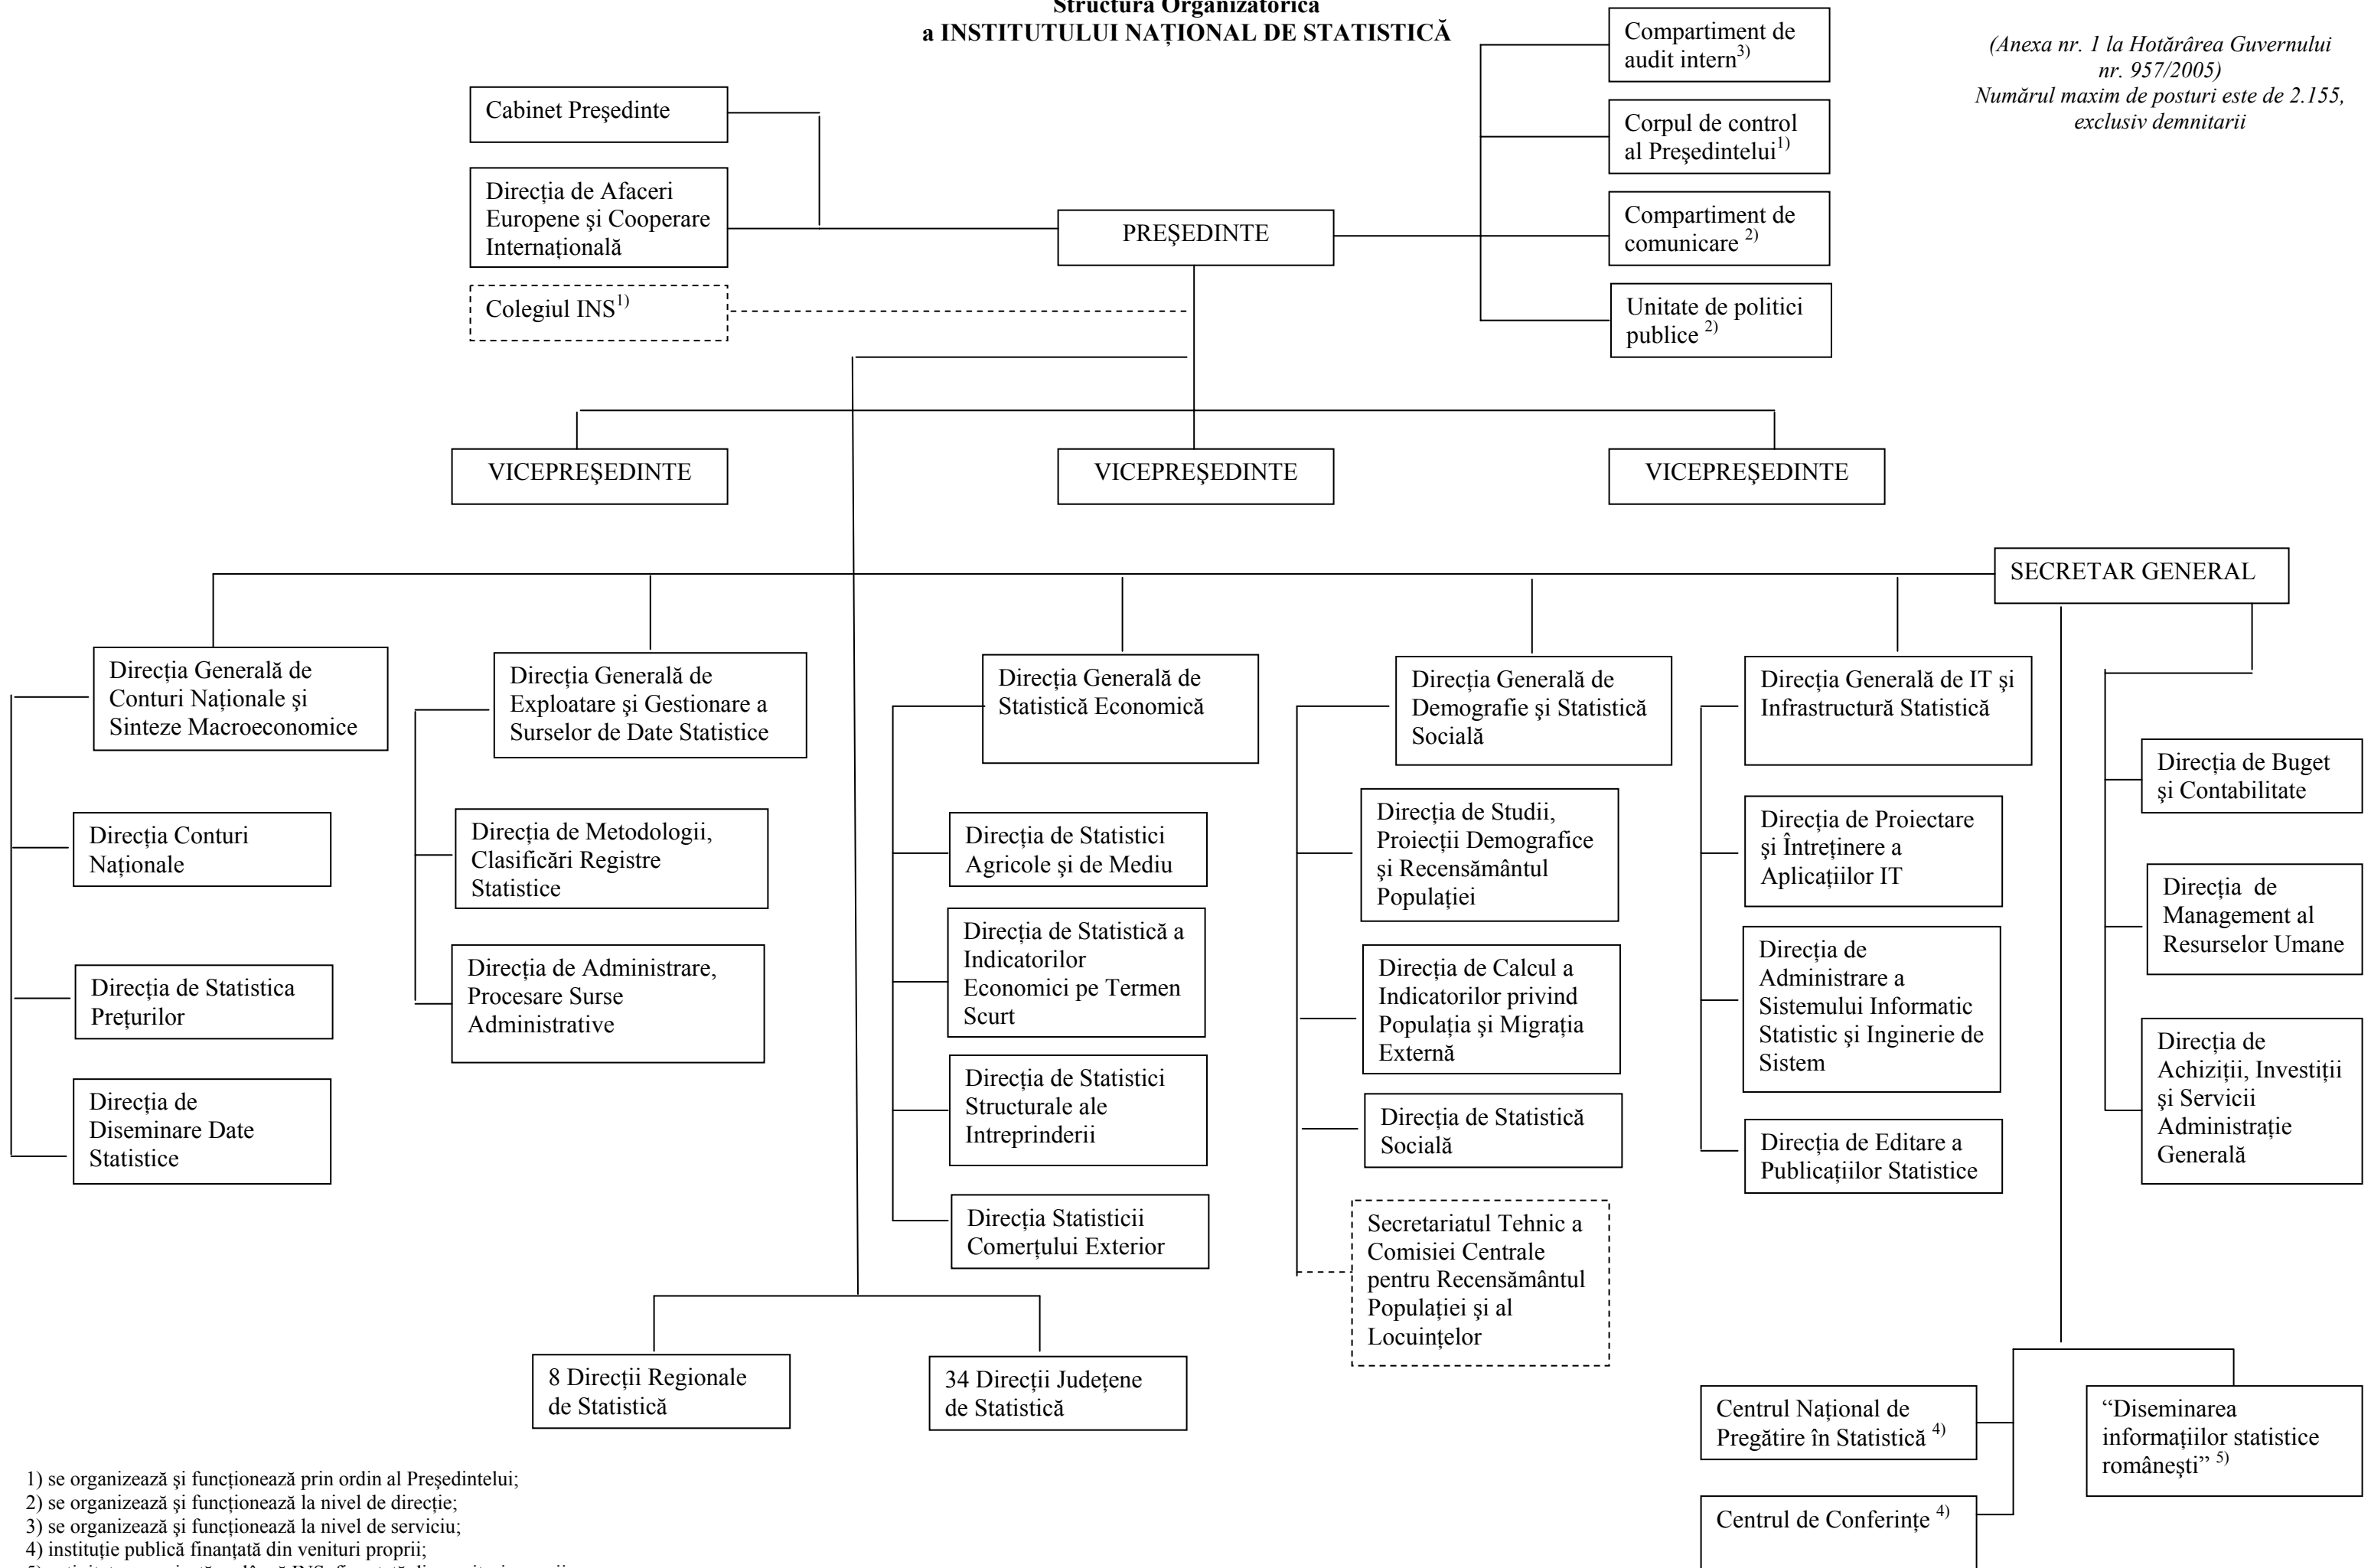 Structura Organizatorică
a INSTITUTULUI NAȚIONAL DE STATISTICĂ
(Anexa nr. 1 la Hotărârea Guvernului
nr. 957/2005)
Numărul maxim de posturi este de 2.155,
exclusiv demnitarii
Compartiment de
audit intern3)
Corpul de control
al Preşedintelui1)
Compartiment de
comunicare 2)
Unitate de politici
publice 2)
Cabinet Preşedinte
Direcția de Afaceri
Europene şi Cooperare
Internațională
Colegiul INS1)
PREŞEDINTE
VICEPREŞEDINTE
VICEPREŞEDINTE
VICEPREŞEDINTE
SECRETAR GENERAL
Direcția Generală de
Conturi Naționale şi
Sinteze Macroeconomice
Direcția Conturi
Naționale
Direcția de Statistica
Prețurilor
Direcția de
Diseminare Date
Statistice
Direcția Generală de
Exploatare şi Gestionare a
Surselor de Date Statistice
Direcția de Metodologii,
Clasificări Registre
Statistice
Direcția de Administrare,
Procesare Surse
Administrative
Direcția Generală de
Statistică Economică
Direcția de Statistici
Agricole şi de Mediu
Direcția de Statistică a
Indicatorilor
Economici pe Termen
Scurt
Direcția de Statistici
Structurale ale
Intreprinderii
Direcția Statisticii
Comerțului Exterior
Direcția Generală de
Demografie şi Statistică
Socială
Direcția de Studii,
Proiecții Demografice
şi Recensământul
Populației
Direcția de Calcul a
Indicatorilor privind
Populația şi Migrația
Externă
Direcția de Statistică
Socială
Secretariatul Tehnic a
Comisiei Centrale
pentru Recensământul
Populației şi al
Locuințelor
Direcția Generală de IT şi
Infrastructură Statistică
Direcția de Proiectare
şi Întreținere a
Aplicațiilor IT
Direcția de
Administrare a
Sistemului Informatic
Statistic şi Inginerie de
Sistem
Direcția de Editare a
Publicațiilor Statistice
Direcția de Buget
şi Contabilitate
Direcția de
Management al
Resurselor Umane
Direcția de
Achiziții, Investiții
şi Servicii
Administrație
Generală
8 Direcții Regionale
de Statistică
34 Direcții Județene
de Statistică
Centrul Național de
Pregătire în Statistică 4)
Centrul de Conferințe 4)
“Diseminarea
informațiilor statistice
româneşti” 5)
1) se organizează şi funcționează prin ordin al Preşedintelui;
2) se organizează şi funcționează la nivel de direcție;
3) se organizează şi funcționează la nivel de serviciu;
4) instituție publică finanțată din venituri proprii;